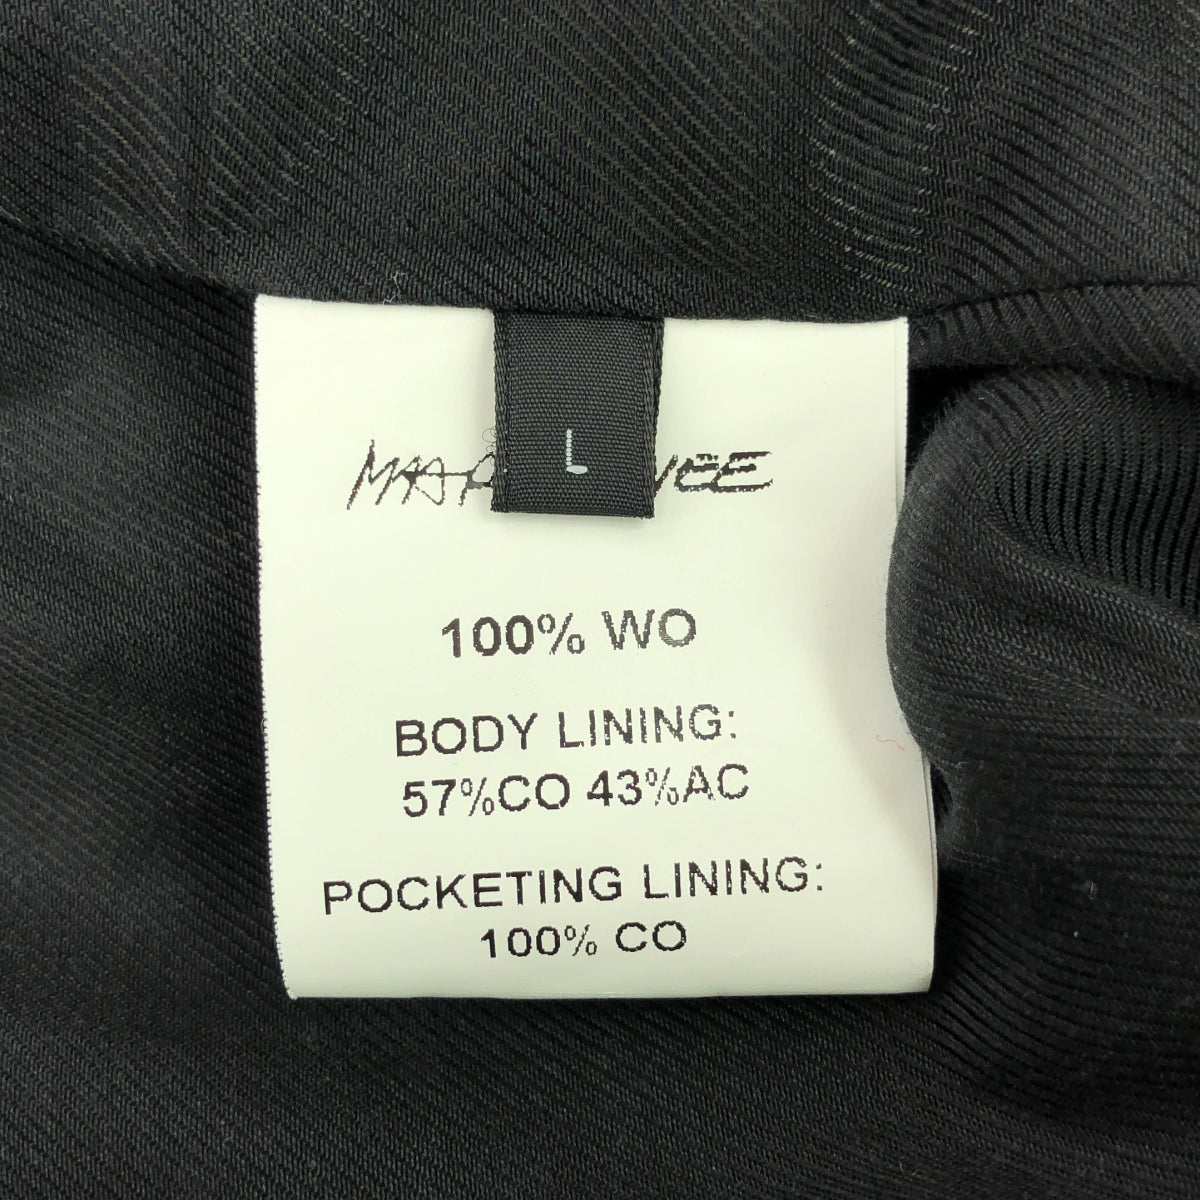 L
100% WO
BODY LINING:
57%CO 43%AC
POCKETING LINING:
100% CO